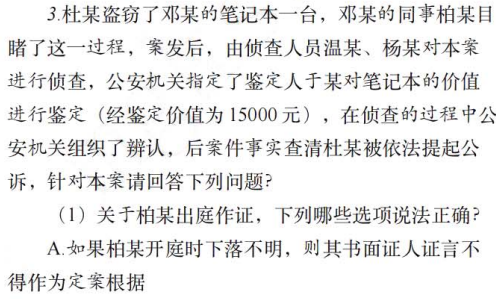 3.杜某盗窃了邓某的笔记本一台，邓某的同事柏某目
睹了这一过程，案发后，由侦查人员温某、杨某对本案
进行侦查，公安机关指定了鉴定人于某对笔记本的价值
进行鉴定（经鉴定价值为15000元），在侦查的过程中公
安机关组织了辨认，后案件事实查清杜某被依法提起公
诉，针对本案请回答下列问题?
（1）关于柏某出庭作证，下列哪些选项说法正确?
A.如果柏某开庭时下落不明，则其书面证人证言不
得作为定案根据